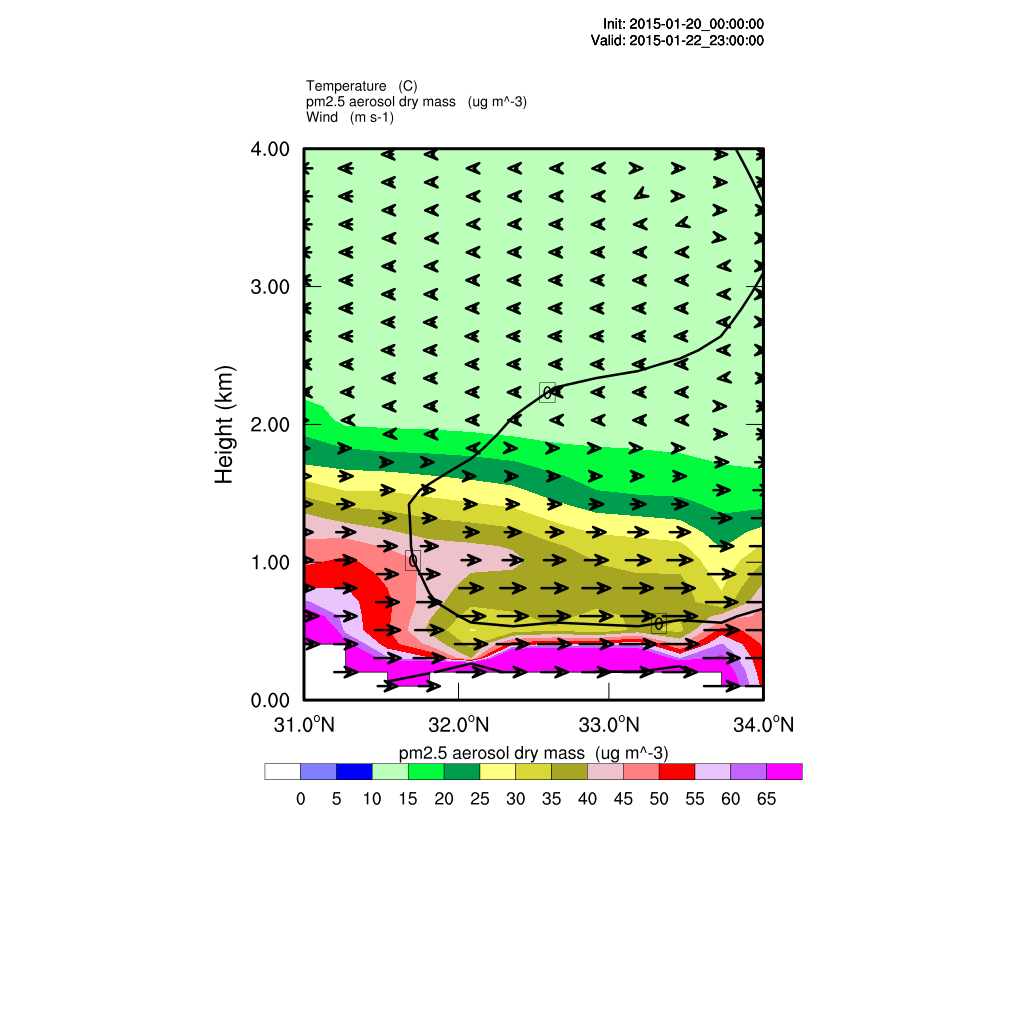 Init: 2015-01-20_00:00:00
Valid: 2015-01-22_23:00:00
Temperature (C)
pm2.5 aerosol dry mass (ug m^-3)
Wind (m s-1)
4.00
3.00
2.00
1.00
0.00
Height (km)
0
0
0
31.0°N 32.0°N 33.0°N 34.0°N
pm2.5 aerosol dry mass (ug m^-3)
0 5 10 15 20 25 30 35 40 45 50 55 60 65